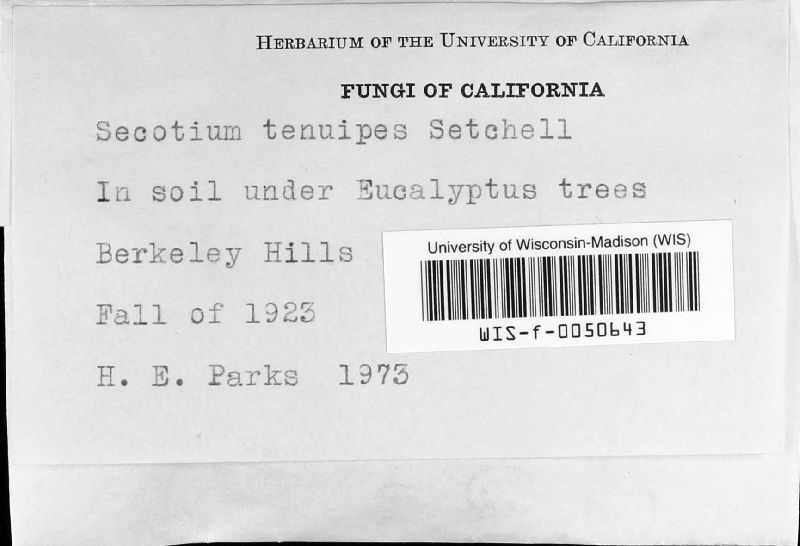 HERBARIUM OF THE UNIVERSITY OF CALIFORNIA
FUNGI OF CALIFORNIA
Secotium tenuipes Setchell
In soil under Eucalyptus trees
Berkeley Hills
Fall of 1923
H. E. Parks 1973
University of Wisconsin-Madison (WIS)
WIS-f-0050643